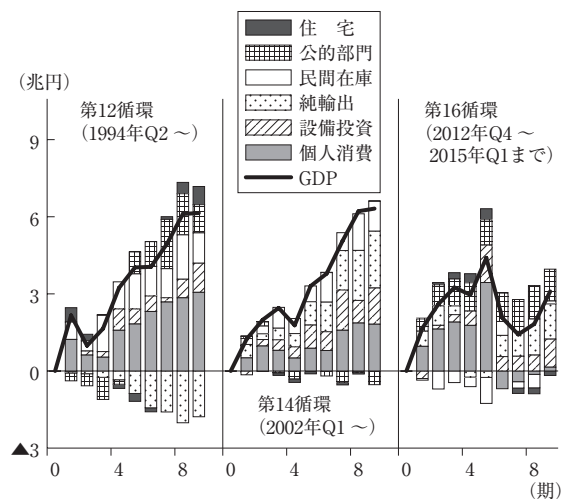 住　宅
公的部門
民間在庫
純輸出
設備投資
個人消費
GDP
(兆円)
第12循環
(1994年Q2 ～)
第16循環
(2012年Q4 ～
2015年Q1まで)
9
6
3
0
▲3
第14循環
(2002年Q1 ～)
0 4 8 0 4 8 0 4 8
(期)